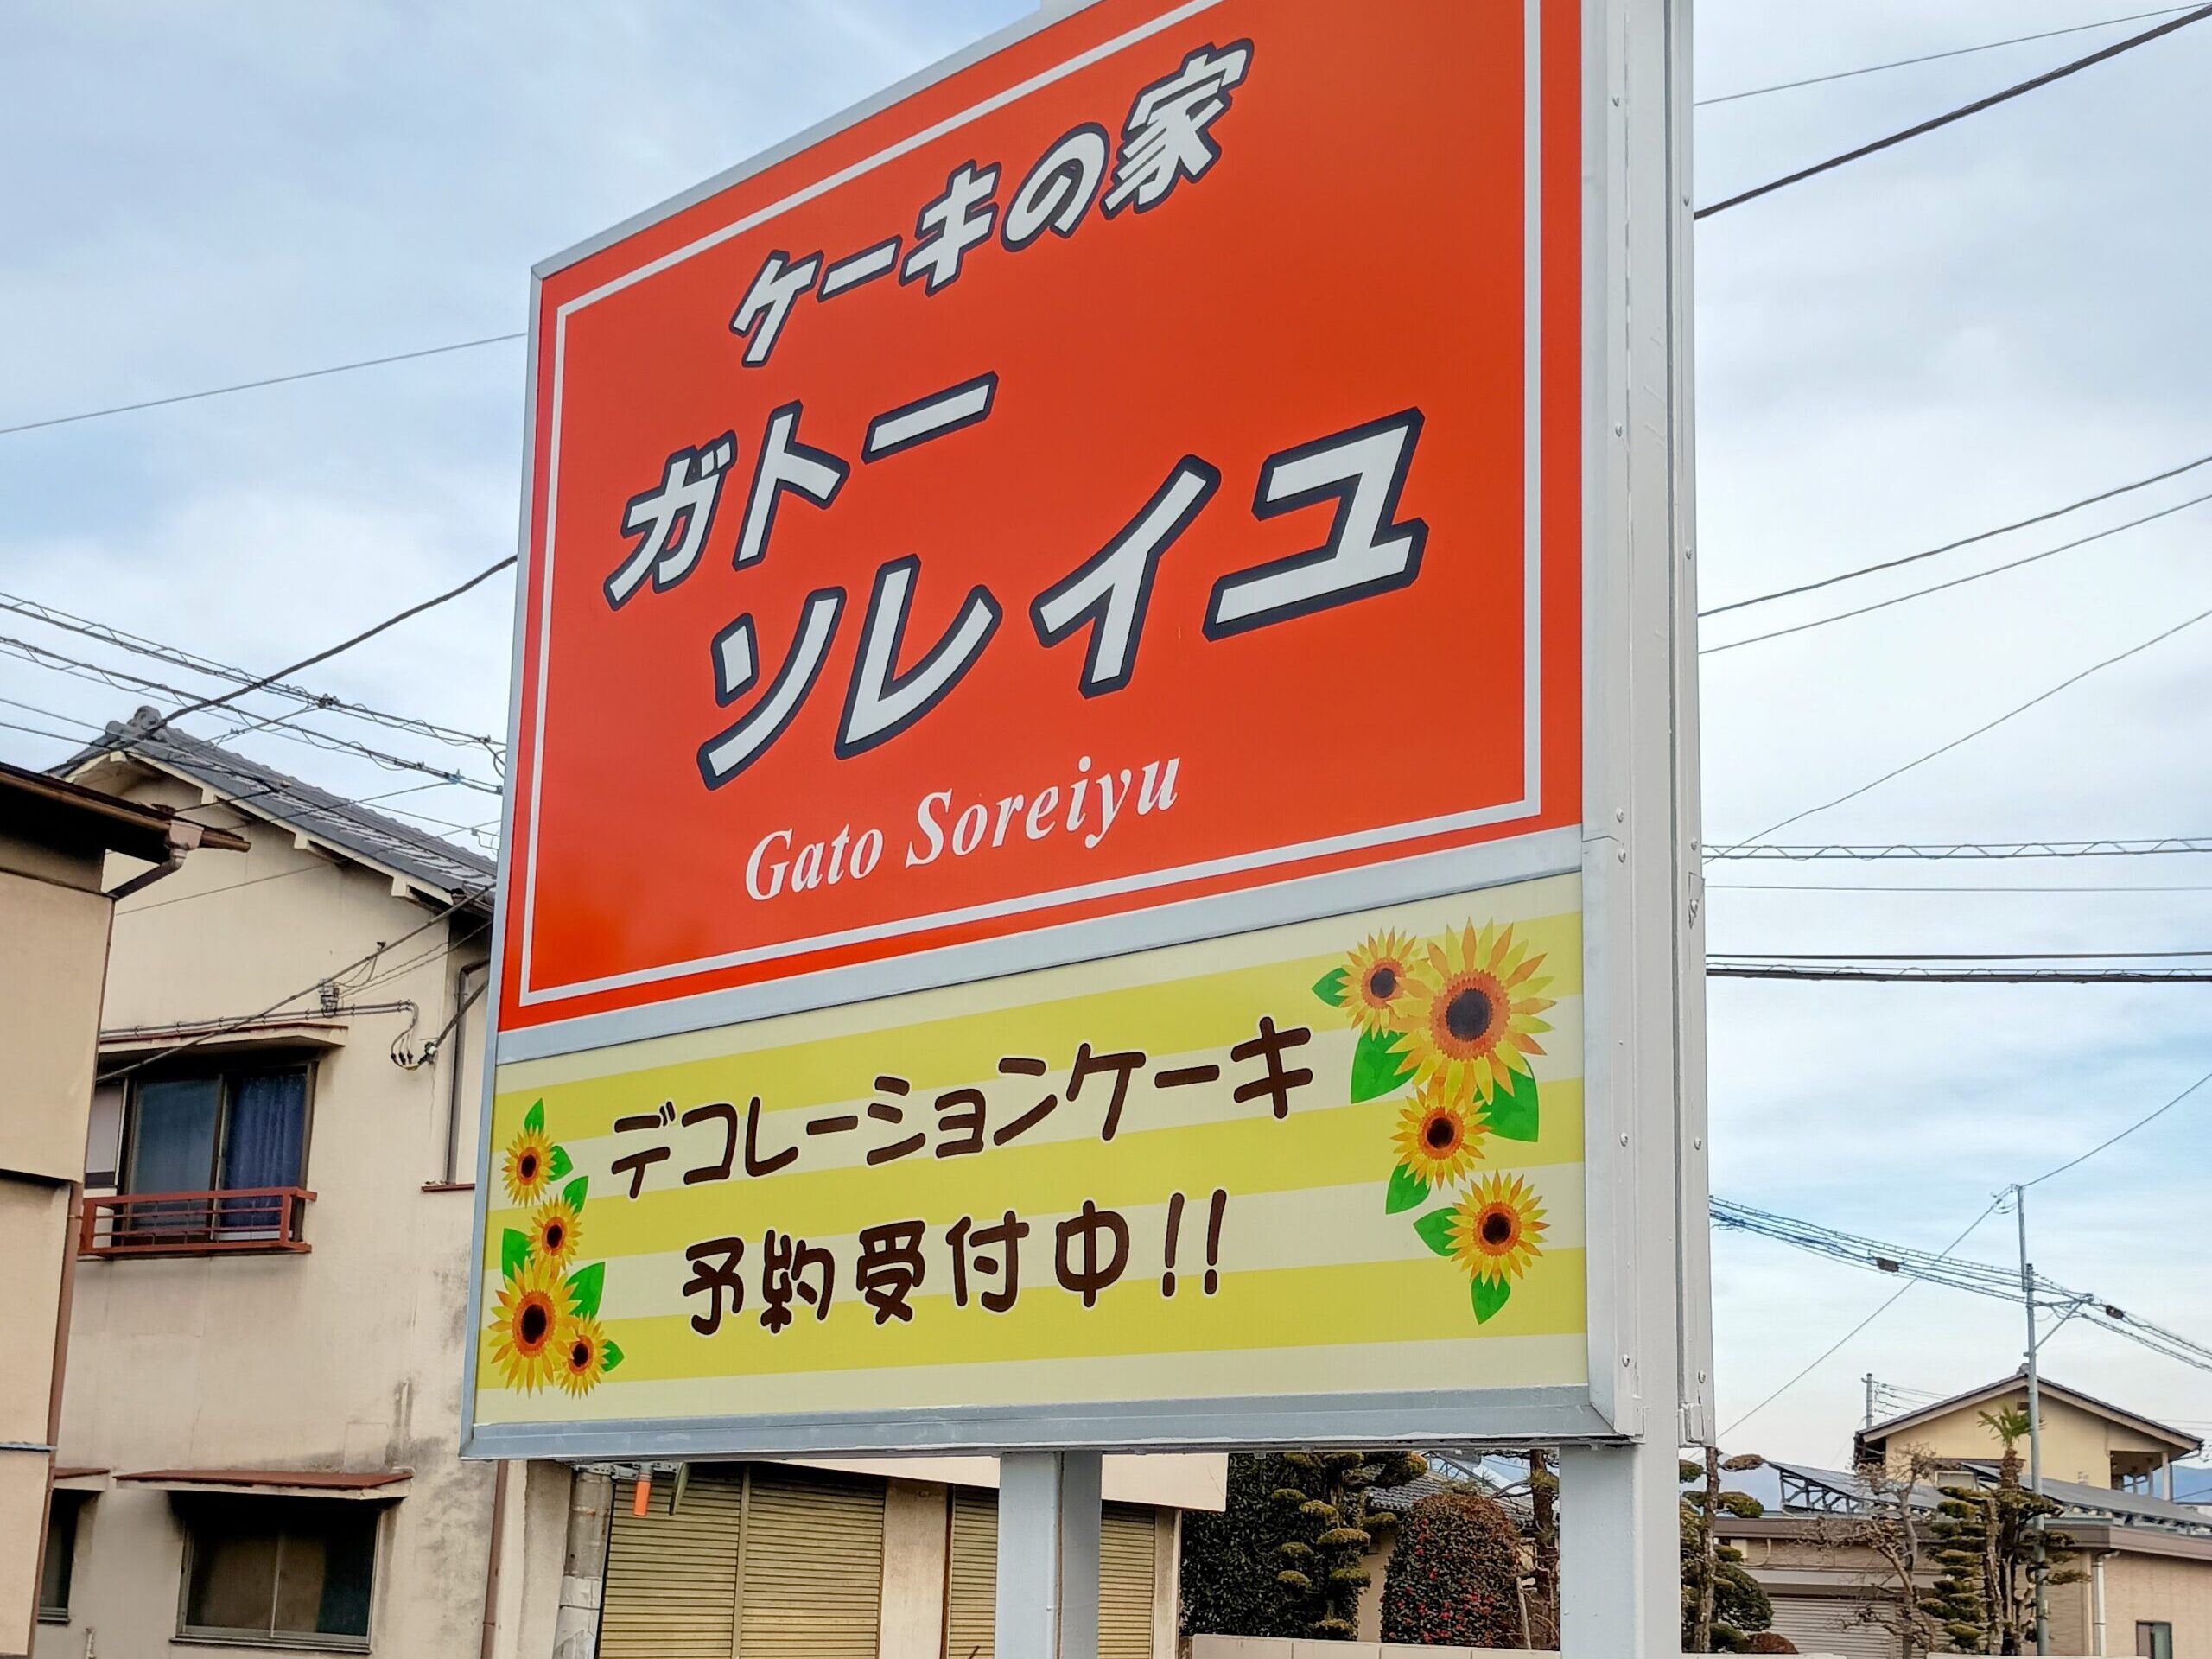 ケーキの家
ガトー
ソレイユ
Gato Soreiyu
デコレーションケーキ
予約受付中!!